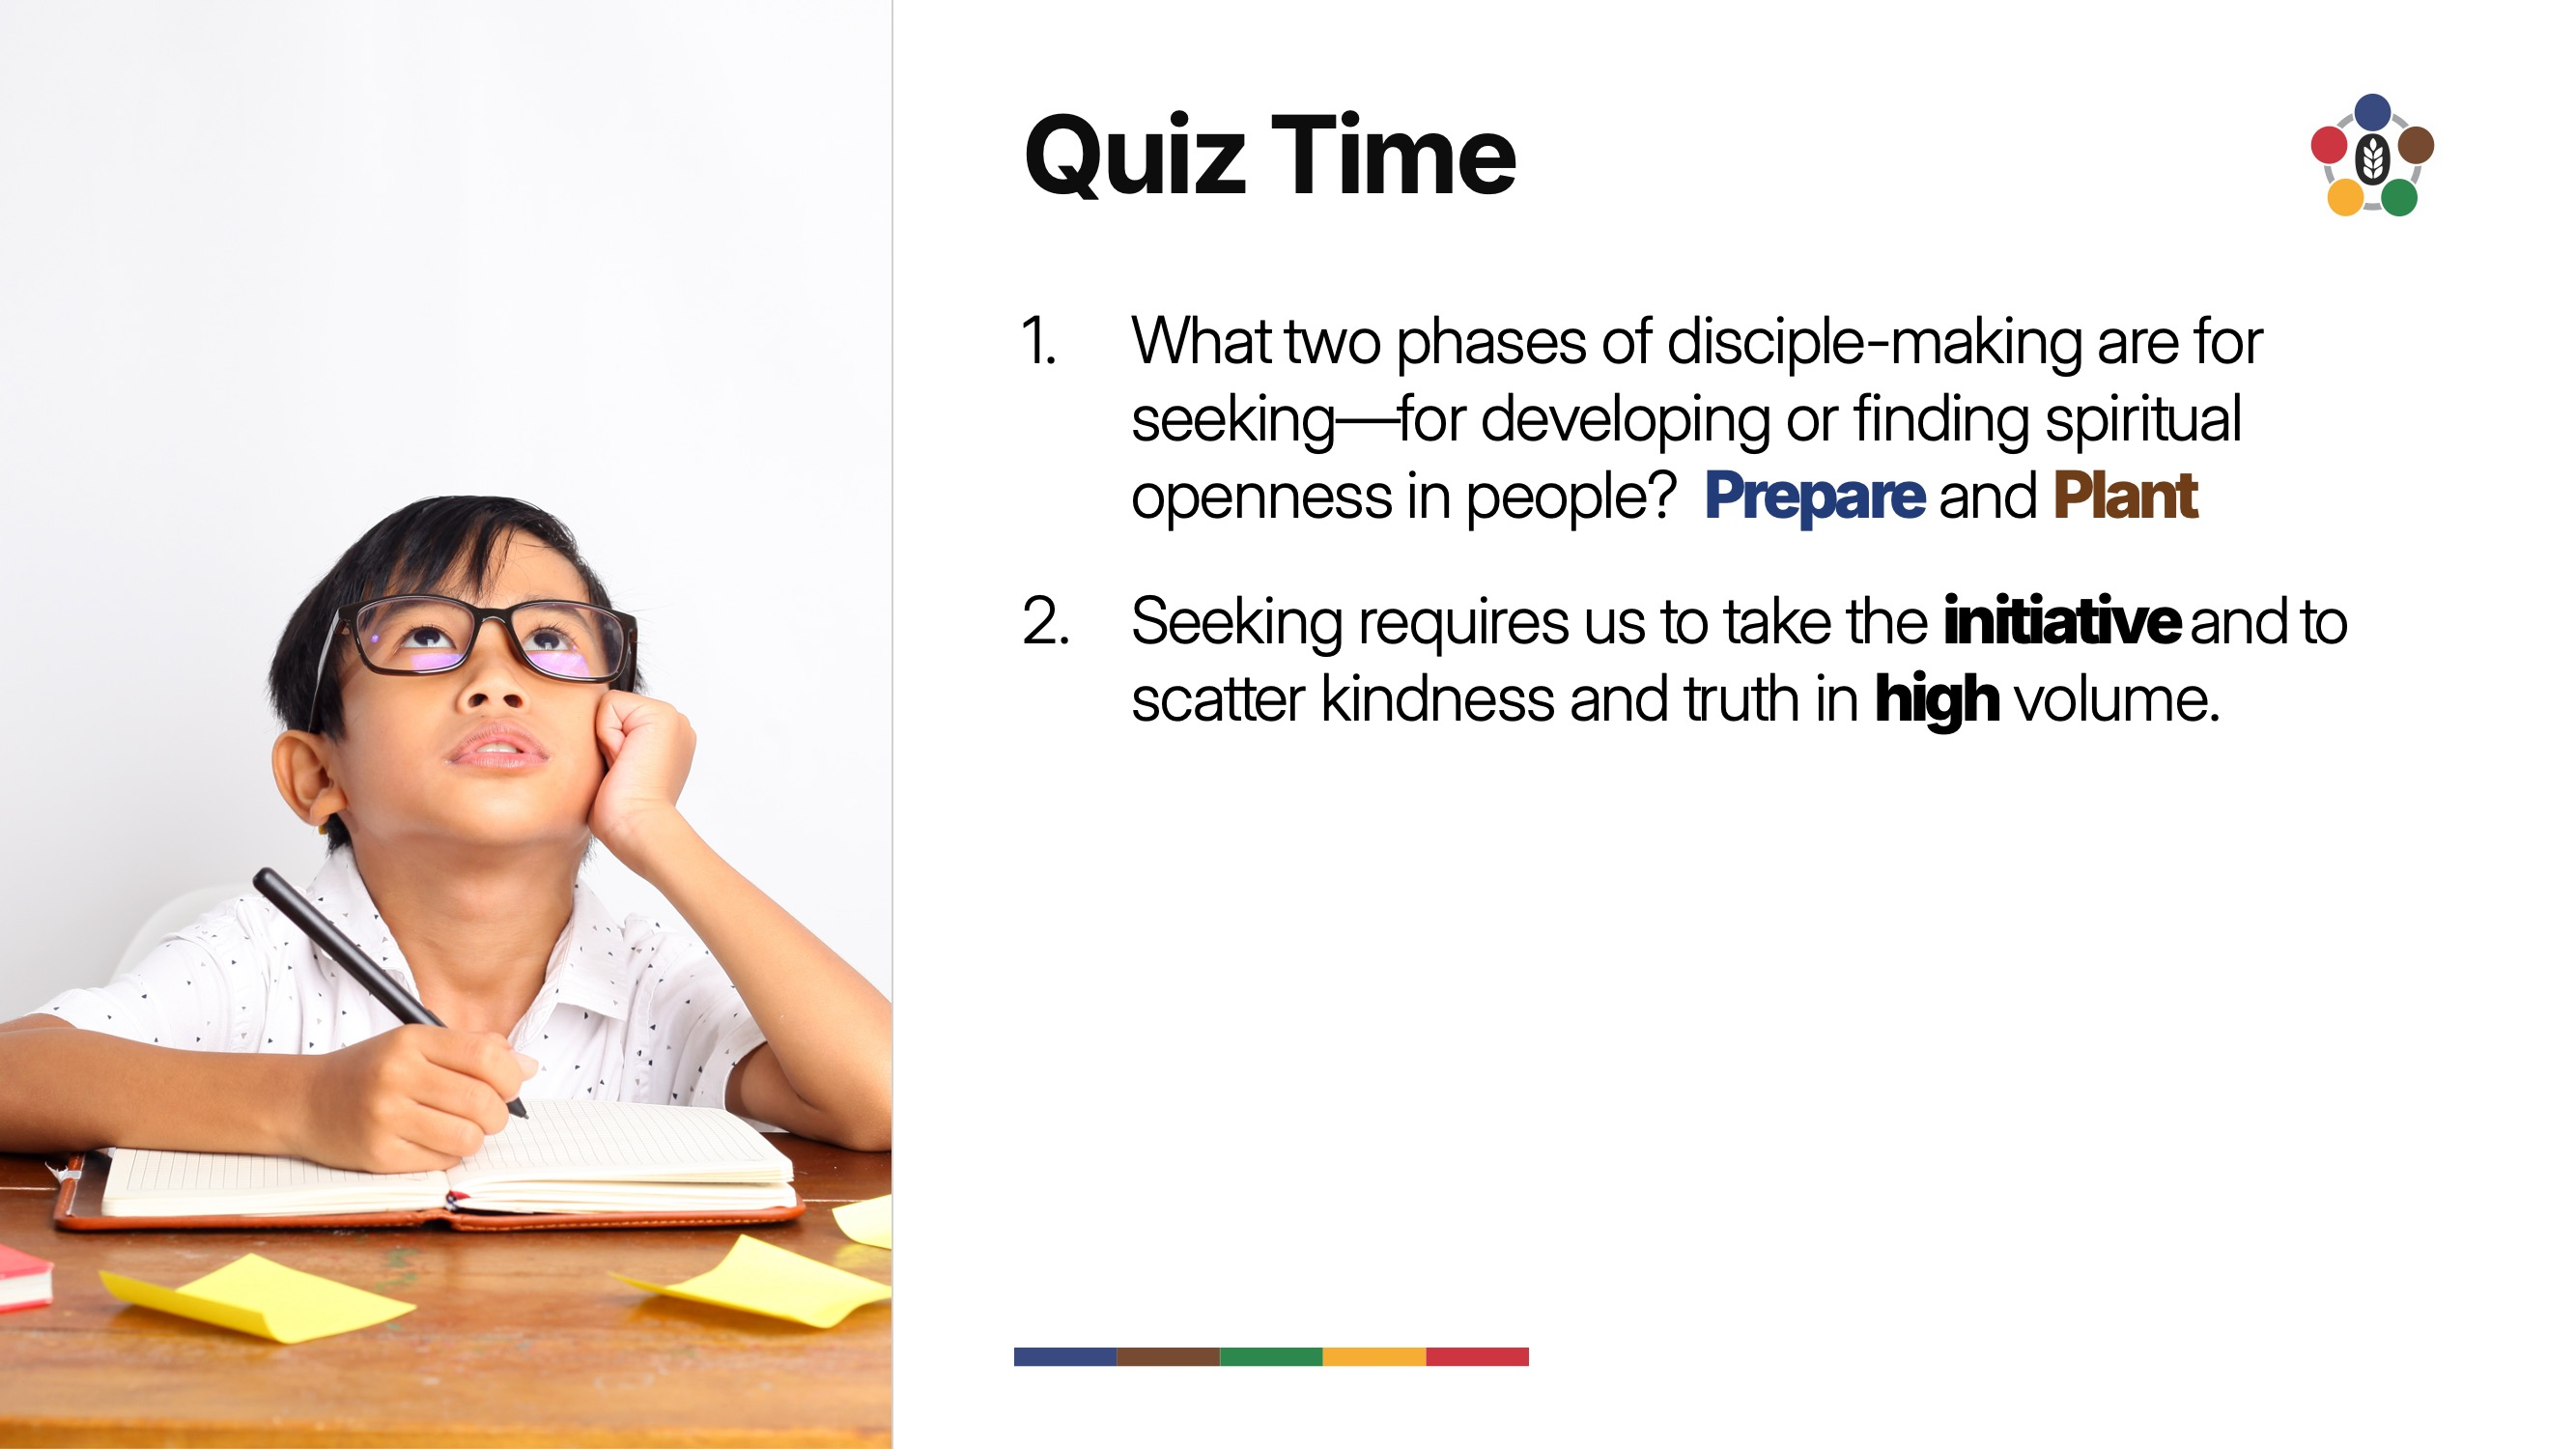 Quiz Time
1. What two phases of disciple-making are for
seeking—for developing or finding spiritual
openness in people? Prepare and Plant
2. Seeking requires us to take the initiative and to
scatter kindness and truth in high volume.